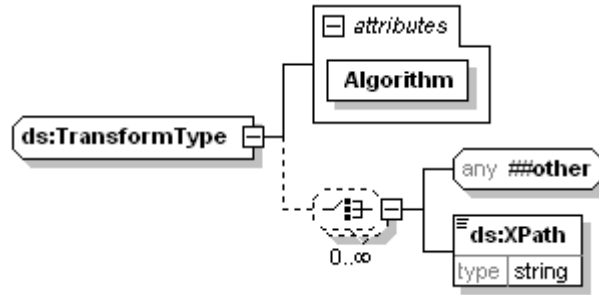 attributes
Algorithm
ds:TransformType
any ##other
0..∞
ds:XPath
type string